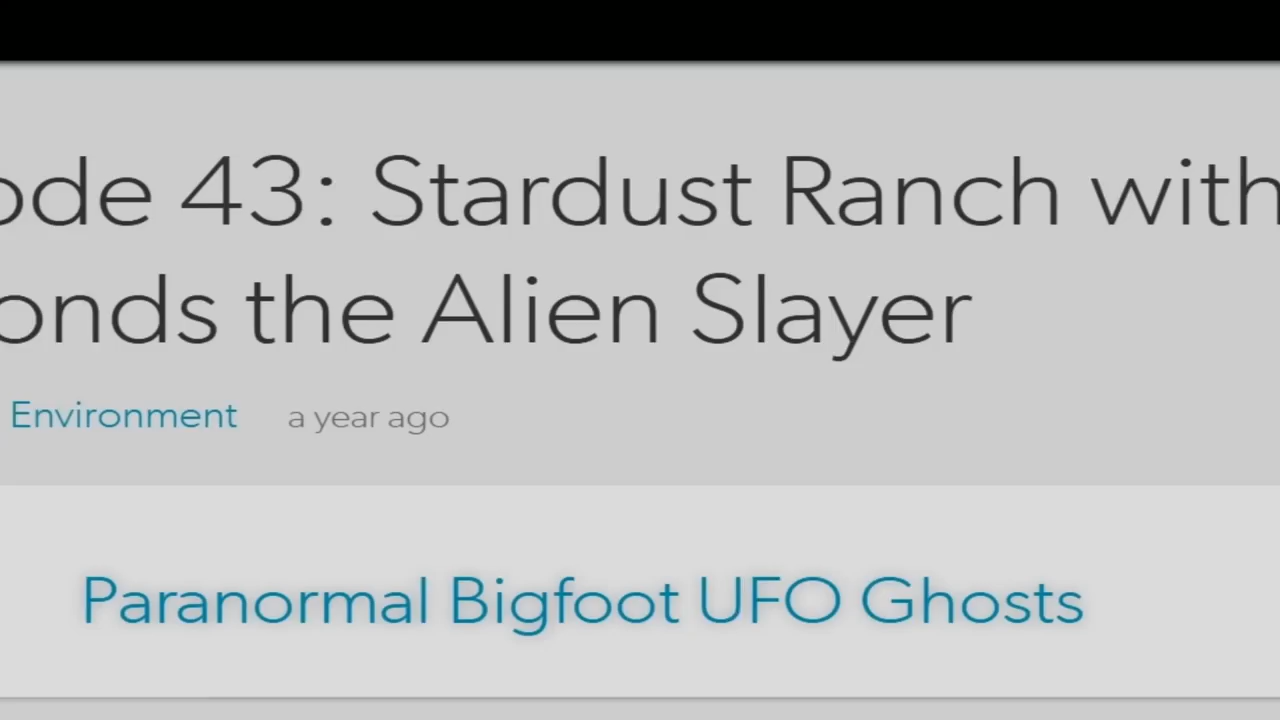 ode 43: Stardust Ranch with
onds the Alien Slayer
Environment a year ago
Paranormal Bigfoot UFO Ghosts